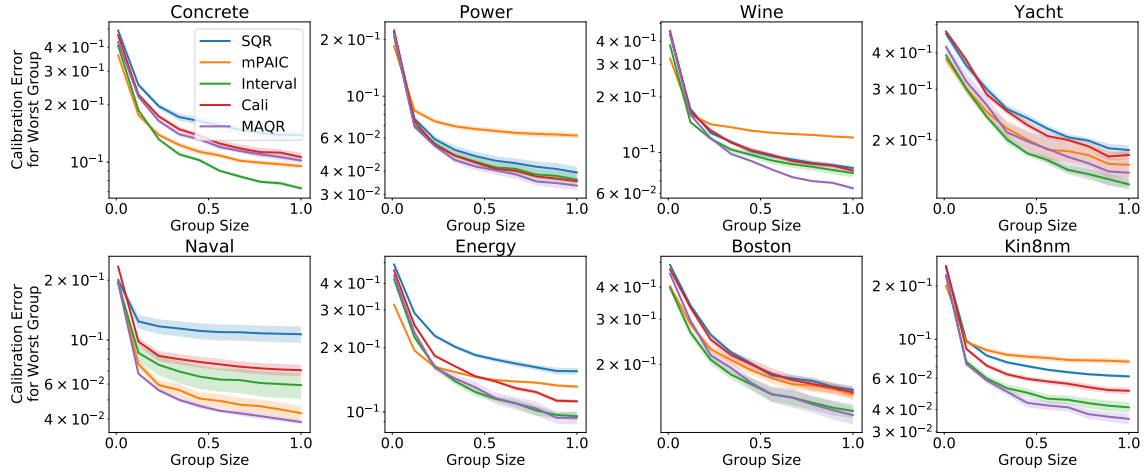 Concrete
Calibration Error
for Worst Group
4 × 10⁻¹
3 × 10⁻¹
2 × 10⁻¹
10⁻¹
SQR
mPAIC
Interval
Cali
MAQR
0.0 0.5 1.0
Group Size
Power
2 × 10⁻¹
10⁻¹
6 × 10⁻²
4 × 10⁻²
3 × 10⁻²
0.0 0.5 1.0
Group Size
Wine
4 × 10⁻¹
3 × 10⁻¹
2 × 10⁻¹
10⁻¹
6 × 10⁻²
0.0 0.5 1.0
Group Size
Yacht
4 × 10⁻¹
3 × 10⁻¹
2 × 10⁻¹
0.0 0.5 1.0
Group Size
Naval
Calibration Error
for Worst Group
2 × 10⁻¹
10⁻¹
6 × 10⁻²
4 × 10⁻²
0.0 0.5 1.0
Group Size
Energy
4 × 10⁻¹
3 × 10⁻¹
2 × 10⁻¹
10⁻¹
0.0 0.5 1.0
Group Size
Boston
4 × 10⁻¹
3 × 10⁻¹
2 × 10⁻¹
0.0 0.5 1.0
Group Size
Kin8nm
2 × 10⁻¹
10⁻¹
6 × 10⁻²
4 × 10⁻²
3 × 10⁻²
0.0 0.5 1.0
Group Size